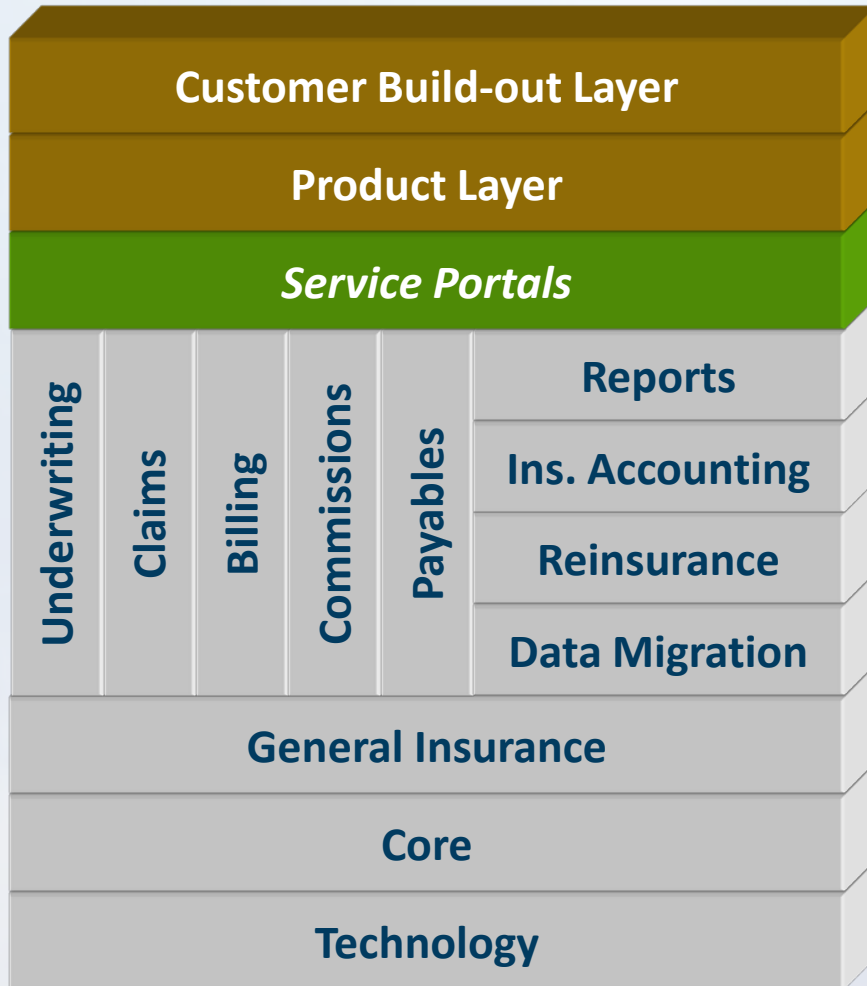 Customer Build-out Layer
Product Layer
Service Portals
Underwriting
Claims
Billing
Commissions
Payables
Reports
Ins. Accounting
Reinsurance
Data Migration
General Insurance
Core
Technology